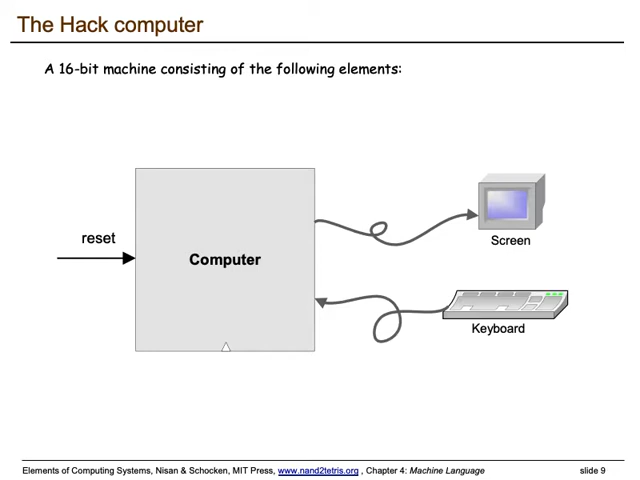 The Hack computer
A 16-bit machine consisting of the following elements:
reset
Computer
Screen
Keyboard
Elements of Computing Systems, Nisan & Schocken, MIT Press, www.nand2tetris.org , Chapter 4: Machine Language
slide 9